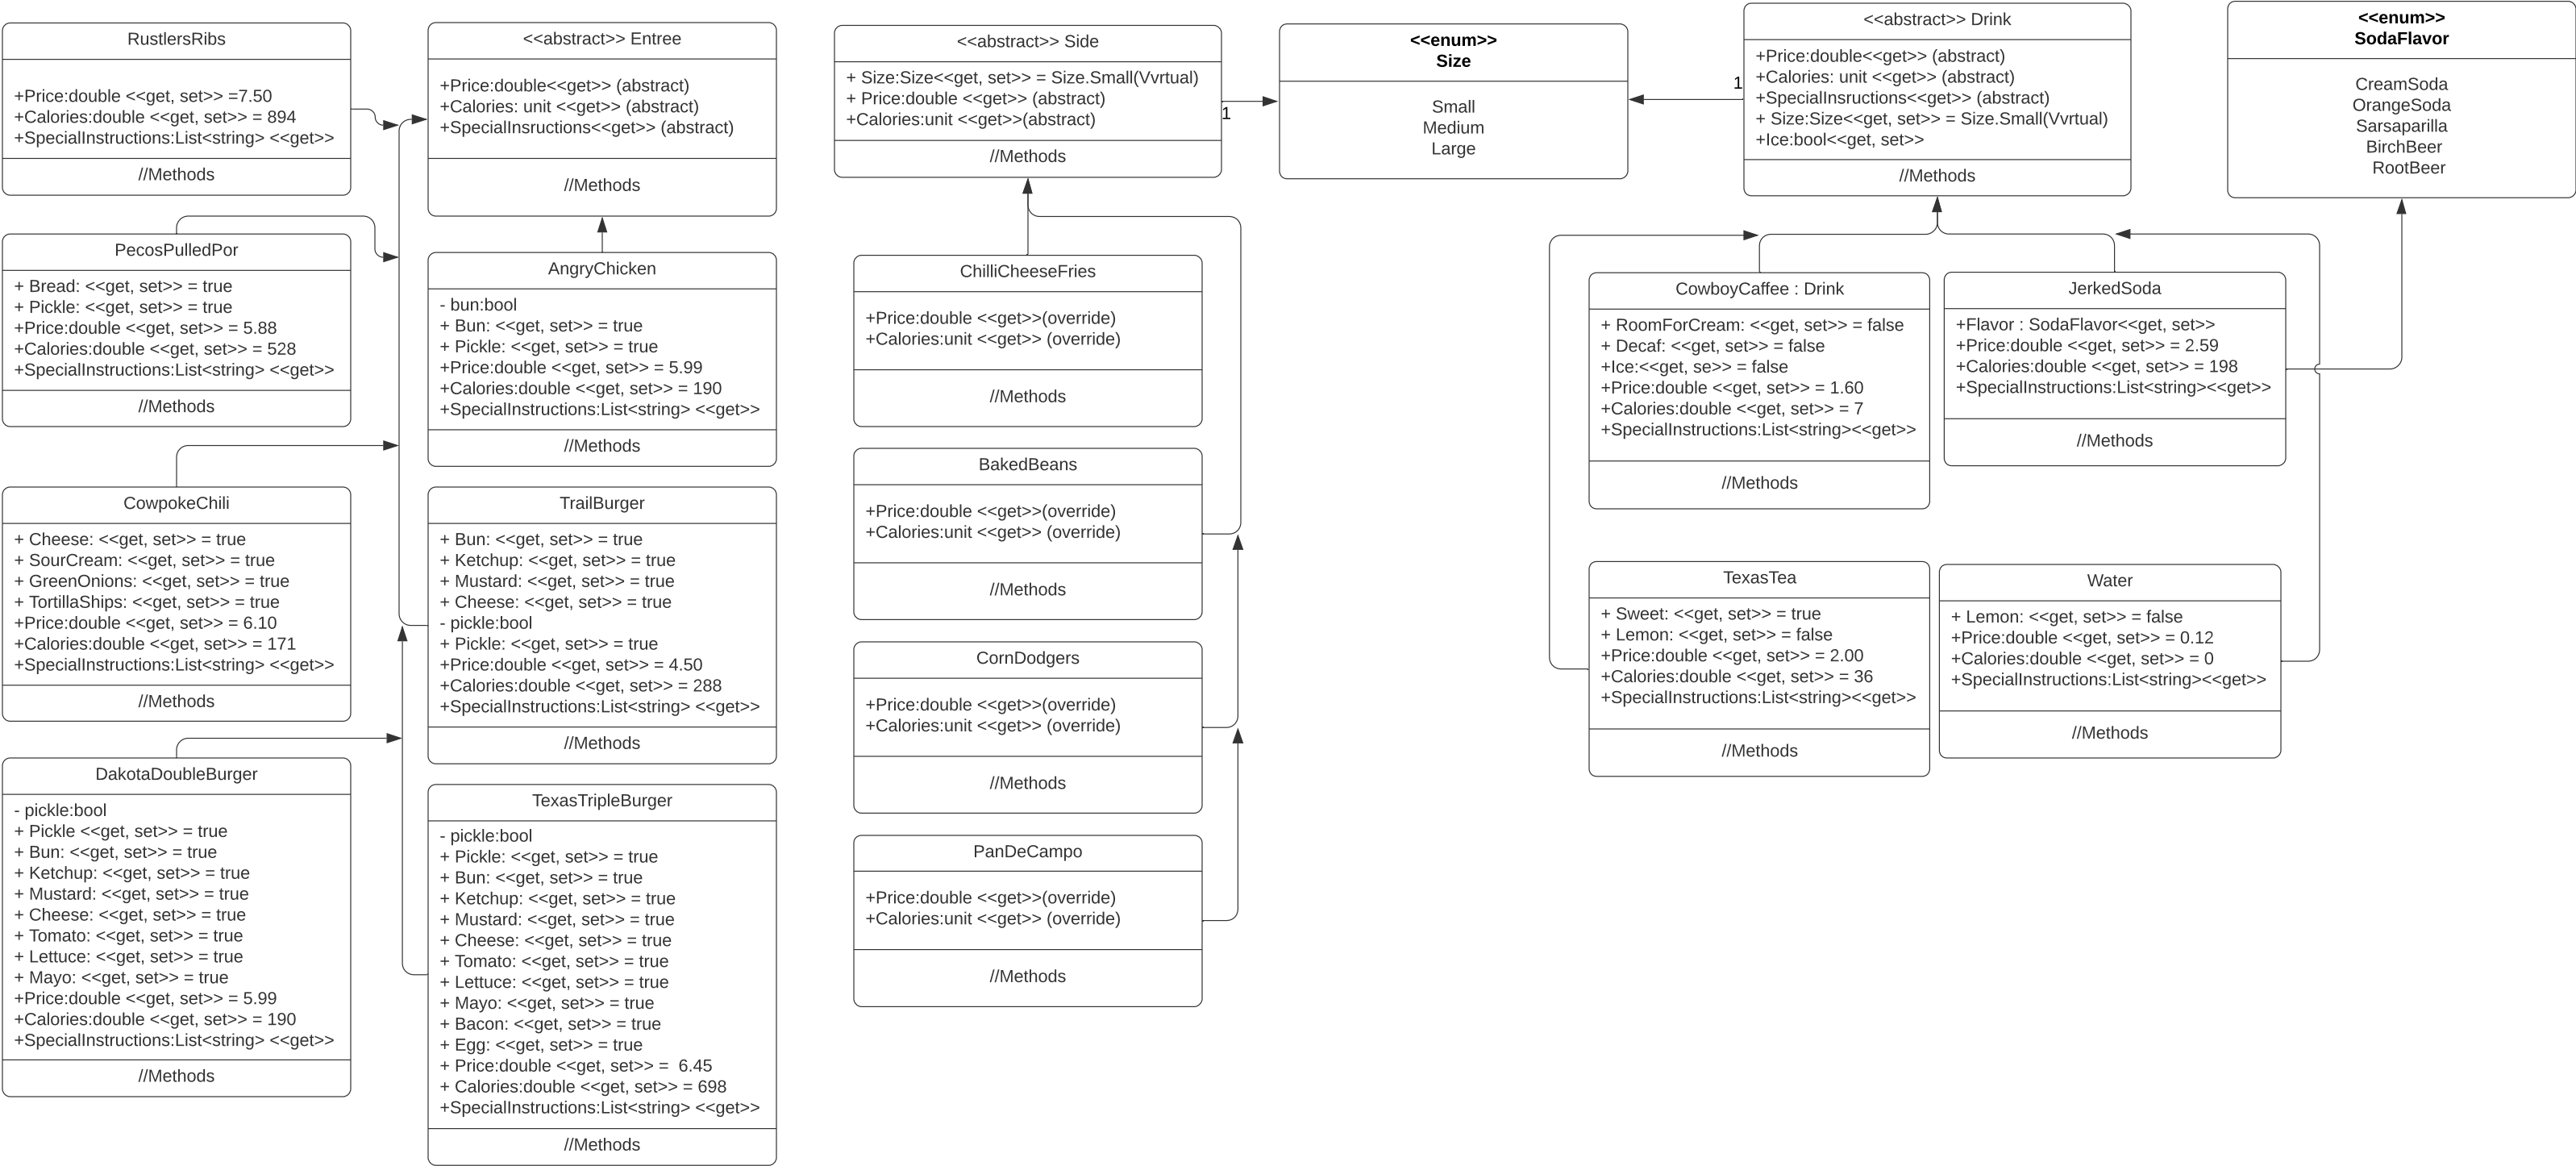 RustlersRibs
+Price:double <<get, set>> =7.50
+Calories:double <<get, set>> = 894
+SpecialInstructions:List<string> <<get>>
//Methods
PecosPulledPor
+ Bread: <<get, set>> = true
+ Pickle: <<get, set>> = true
+Price:double <<get, set>> = 5.88
+Calories:double <<get, set>> = 528
+SpecialInstructions:List<string> <<get>>
//Methods
CowpokeChili
+ Cheese: <<get, set>> = true
+ SourCream: <<get, set>> = true
+ GreenOnions: <<get, set>> = true
+ TortillaShips: <<get, set>> = true
+Price:double <<get, set>> = 6.10
+Calories:double <<get, set>> = 171
+SpecialInstructions:List<string> <<get>>
//Methods
DakotaDoubleBurger
- pickle:bool
+ Pickle <<get, set>> = true
+ Bun: <<get, set>> = true
+ Ketchup: <<get, set>> = true
+ Mustard: <<get, set>> = true
+ Cheese: <<get, set>> = true
+ Tomato: <<get, set>> = true
+ Lettuce: <<get, set>> = true
+ Mayo: <<get, set>> = true
+Price:double <<get, set>> = 5.99
+Calories:double <<get, set>> = 190
+SpecialInstructions:List<string> <<get>>
//Methods
<<abstract>> Entree
+Price:double<<get>> (abstract)
+Calories: unit <<get>> (abstract)
+SpecialInsructions<<get>> (abstract)
//Methods
AngryChicken
- bun:bool
+ Bun: <<get, set>> = true
+ Pickle: <<get, set>> = true
+Price:double <<get, set>> = 5.99
+Calories:double <<get, set>> = 190
+SpecialInstructions:List<string> <<get>>
//Methods
TrailBurger
+ Bun: <<get, set>> = true
+ Ketchup: <<get, set>> = true
+ Mustard: <<get, set>> = true
+ Cheese: <<get, set>> = true
- pickle:bool
+ Pickle: <<get, set>> = true
+Price:double <<get, set>> = 4.50
+Calories:double <<get, set>> = 288
+SpecialInstructions:List<string> <<get>>
//Methods
TexasTripleBurger
- pickle:bool
+ Pickle: <<get, set>> = true
+ Bun: <<get, set>> = true
+ Ketchup: <<get, set>> = true
+ Mustard: <<get, set>> = true
+ Cheese: <<get, set>> = true
+ Tomato: <<get, set>> = true
+ Lettuce: <<get, set>> = true
+ Mayo: <<get, set>> = true
+ Bacon: <<get, set>> = true
+ Egg: <<get, set>> = true
+ Price:double <<get, set>> =  6.45
+ Calories:double <<get, set>> = 698
+SpecialInstructions:List<string> <<get>>
//Methods
<<abstract>> Side
+ Size:Size<<get, set>> = Size.Small(Vvrtual)
+ Price:double <<get>> (abstract)
+Calories:unit <<get>>(abstract)
//Methods
1
ChilliCheeseFries
+Price:double <<get>>(override)
+Calories:unit <<get>> (override)
//Methods
BakedBeans
+Price:double <<get>>(override)
+Calories:unit <<get>> (override)
//Methods
CornDodgers
+Price:double <<get>>(override)
+Calories:unit <<get>> (override)
//Methods
PanDeCampo
+Price:double <<get>>(override)
+Calories:unit <<get>> (override)
//Methods
<<enum>>
Size
Small
Medium
Large
1
<<abstract>> Drink
+Price:double<<get>> (abstract)
+Calories: unit <<get>> (abstract)
+SpecialInsructions<<get>> (abstract)
+ Size:Size<<get, set>> = Size.Small(Vvrtual)
+Ice:bool<<get, set>>
//Methods
<<enum>>
SodaFlavor
CreamSoda
OrangeSoda
Sarsaparilla
BirchBeer
RootBeer
CowboyCaffee : Drink
+ RoomForCream: <<get, set>> = false
+ Decaf: <<get, set>> = false
+Ice:<<get, se>> = false
+Price:double <<get, set>> = 1.60
+Calories:double <<get, set>> = 7
+SpecialInstructions:List<string><<get>>
//Methods
JerkedSoda
+Flavor : SodaFlavor<<get, set>>
+Price:double <<get, set>> = 2.59
+Calories:double <<get, set>> = 198
+SpecialInstructions:List<string><<get>>
//Methods
TexasTea
+ Sweet: <<get, set>> = true
+ Lemon: <<get, set>> = false
+Price:double <<get, set>> = 2.00
+Calories:double <<get, set>> = 36
+SpecialInstructions:List<string><<get>>
//Methods
Water
+ Lemon: <<get, set>> = false
+Price:double <<get, set>> = 0.12
+Calories:double <<get, set>> = 0
+SpecialInstructions:List<string><<get>>
//Methods